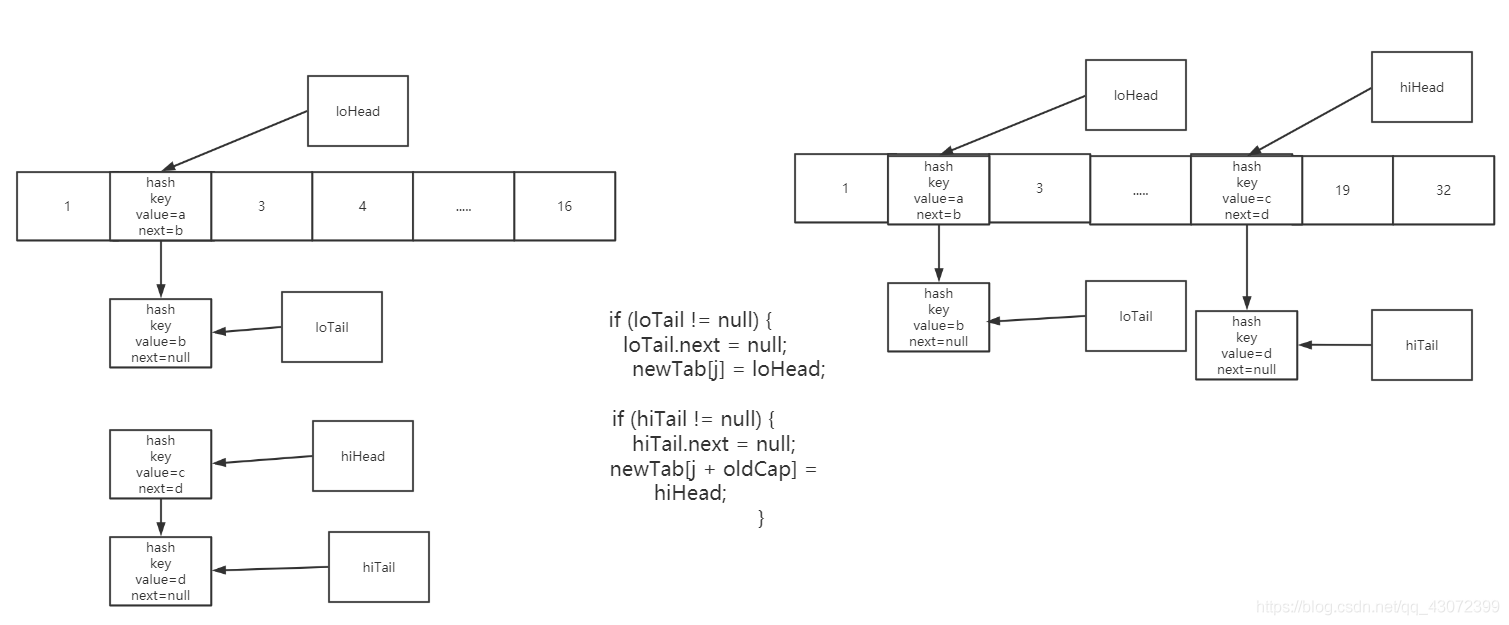 loHead
1
hash
key
value=a
next=b
3
4
.....
16
hash
key
value=b
next=null
loTail
hash
key
value=c
next=d
hiHead
hash
key
value=d
next=null
hiTail
if (loTail != null) {
loTail.next = null;
newTab[j] = loHead;
if (hiTail != null) {
hiTail.next = null;
newTab[j + oldCap] =
hiHead;
}
loHead
hiHead
1
hash
key
value=a
next=b
3
.....
hash
key
value=c
next=d
19
32
hash
key
value=b
next=null
loTail
hash
key
value=d
next=null
hiTail
https://blog.csdn.net/qq_43072399